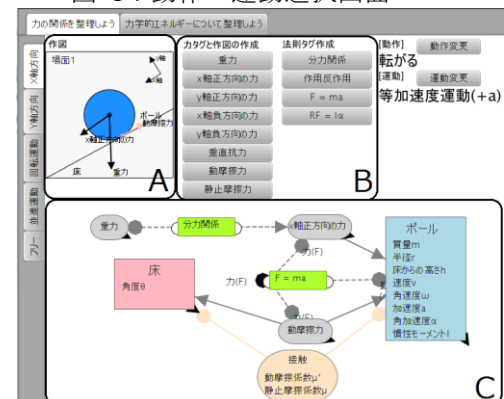 力の関係を整理しよう
力学的エネルギーについて整理しよう
X軸方向
Y軸方向
回転運動
並進運動
フリー
作図
場面1
y軸
x軸
ボール
動摩擦力
x軸正方向の力
床
重力
A
力タグと作図の作成
重力
x軸正方向の力
y軸正方向の力
x軸負方向の力
y軸負方向の力
垂直抗力
動摩擦力
静止摩擦力
法則タグ作成
分力関係
作用反作用
F = ma
RF = Iα
B
[動作]
動作変更
転がる
[運動]
運動変更
等加速度運動(+a)
重力
分力関係
x軸正方向の力
力(F)
力(F)
F = ma
力(F)
動摩擦力
床
角度θ
ボール
質量m
半径r
床からの高さh
速度v
角速度ω
加速度a
角加速度α
慣性モーメントI
接触
動摩擦係数μ'
静止摩擦係数μ
C